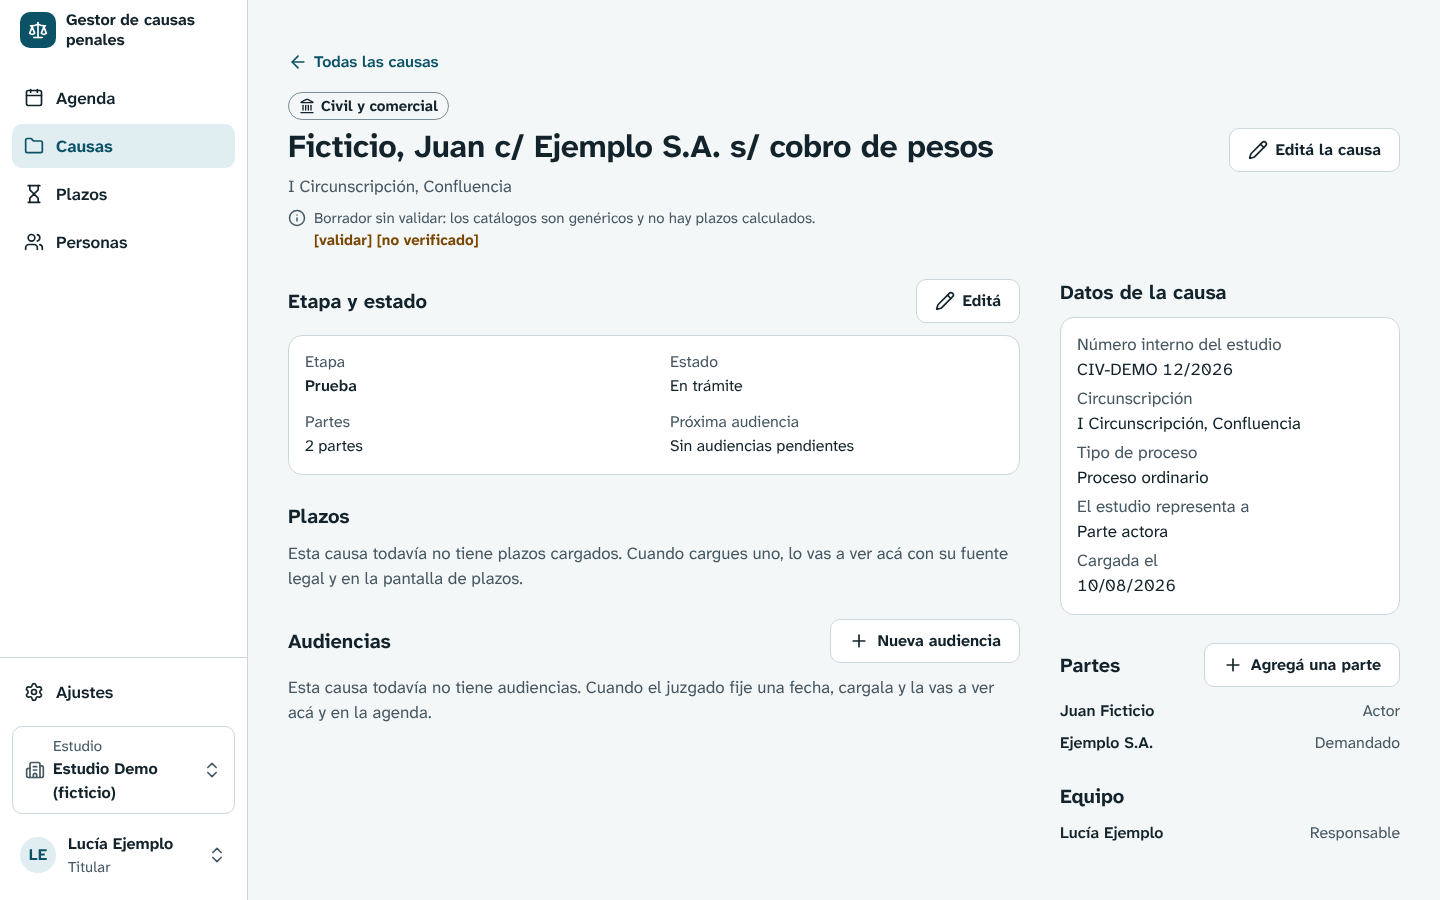 Gestor de causas
penales
Agenda
Causas
Plazos
Personas
Ajustes
Estudio
Estudio Demo
(ficticio)
LE
Lucía Ejemplo
Titular
Todas las causas
Civil y comercial
Ficticio, Juan c/ Ejemplo S.A. s/ cobro de pesos
Editá la causa
I Circunscripción, Confluencia
Borrador sin validar: los catálogos son genéricos y no hay plazos calculados.
[validar] [no verificado]
Etapa y estado
Editá
Etapa
Prueba
Estado
En trámite
Partes
2 partes
Próxima audiencia
Sin audiencias pendientes
Plazos
Esta causa todavía no tiene plazos cargados. Cuando cargues uno, lo vas a ver acá con su fuente
legal y en la pantalla de plazos.
Audiencias
Nueva audiencia
Esta causa todavía no tiene audiencias. Cuando el juzgado fije una fecha, cargala y la vas a ver
acá y en la agenda.
Datos de la causa
Número interno del estudio
CIV-DEMO 12/2026
Circunscripción
I Circunscripción, Confluencia
Tipo de proceso
Proceso ordinario
El estudio representa a
Parte actora
Cargada el
10/08/2026
Partes
Agregá una parte
Juan Ficticio Actor
Ejemplo S.A. Demandado
Equipo
Lucía Ejemplo Responsable